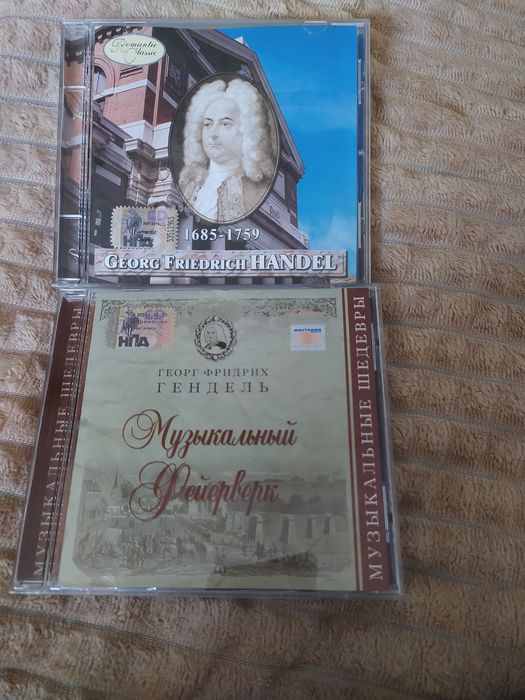 Romantic
Classic
НПА
1685-1759
GEORG FRIEDRICH HANDEL
МУЗЫКАЛЬНЫЕ ШЕДЕВРЫ
НПА
ГЕОРГ ФРИДРИХ
ГЕНДЕЛЬ
Музыкальный
Фейерверк
МУЗЫКАЛЬНЫЕ ШЕДЕВРЫ